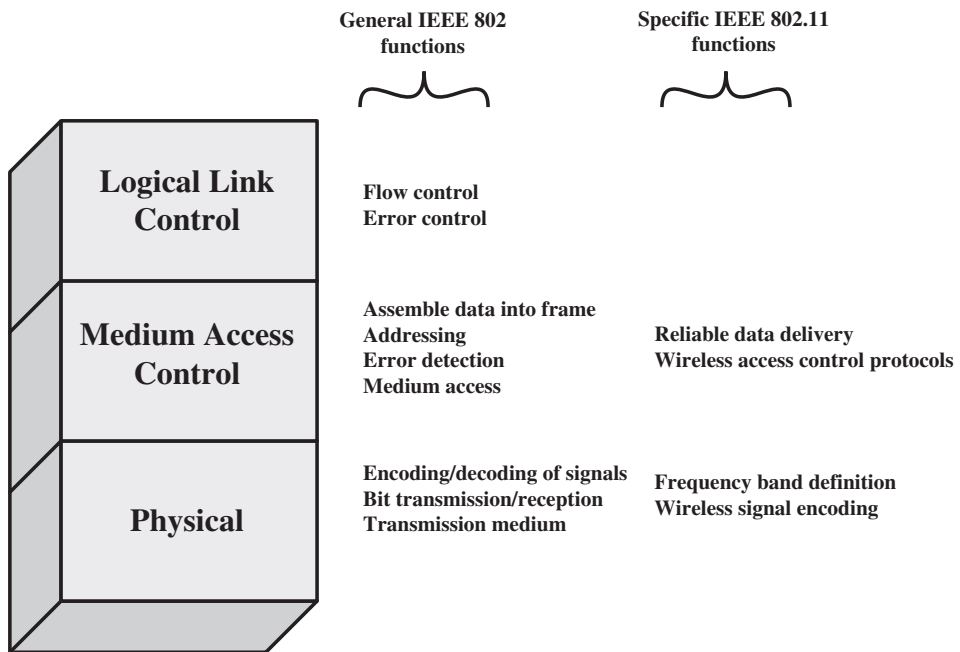 General IEEE 802
functions
Specific IEEE 802.11
functions
Logical Link
Control
Flow control
Error control
Medium Access
Control
Assemble data into frame
Addressing
Error detection
Medium access
Reliable data delivery
Wireless access control protocols
Physical
Encoding/decoding of signals
Bit transmission/reception
Transmission medium
Frequency band definition
Wireless signal encoding